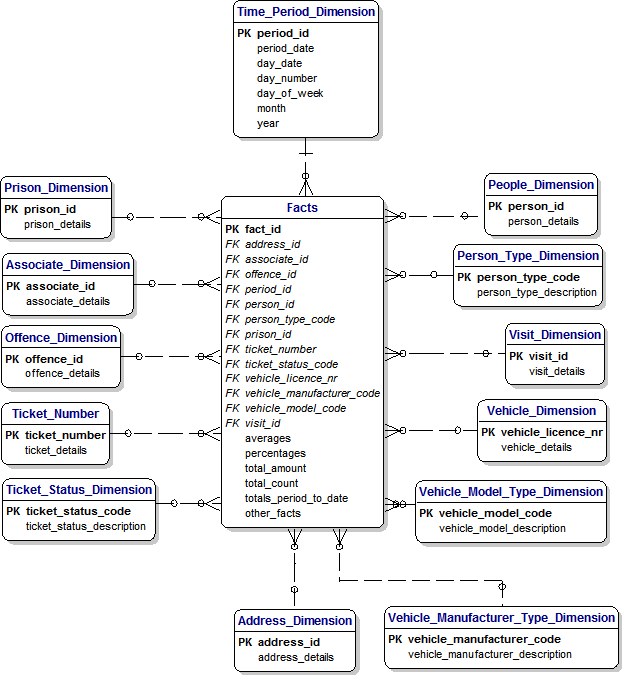 Time_Period_Dimension
PK period_id
period_date
day_date
day_number
day_of_week
month
year
Prison_Dimension
PK prison_id
prison_details
Associate_Dimension
PK associate_id
associate_details
Offence_Dimension
PK offence_id
offence_details
Ticket_Number
PK ticket_number
ticket_details
Ticket_Status_Dimension
PK ticket_status_code
ticket_status_description
Facts
PK fact_id
FK address_id
FK associate_id
FK offence_id
FK period_id
FK person_id
FK person_type_code
FK prison_id
FK ticket_number
FK ticket_status_code
FK vehicle_licence_nr
FK vehicle_manufacturer_code
FK vehicle_model_code
FK visit_id
averages
percentages
total_amount
total_count
totals_period_to_date
other_facts
People_Dimension
PK person_id
person_details
Person_Type_Dimension
PK person_type_code
person_type_description
Visit_Dimension
PK visit_id
visit_details
Vehicle_Dimension
PK vehicle_licence_nr
vehicle_details
Vehicle_Model_Type_Dimension
PK vehicle_model_code
vehicle_model_description
Address_Dimension
PK address_id
address_details
Vehicle_Manufacturer_Type_Dimension
PK vehicle_manufacturer_code
vehicle_manufacturer_description